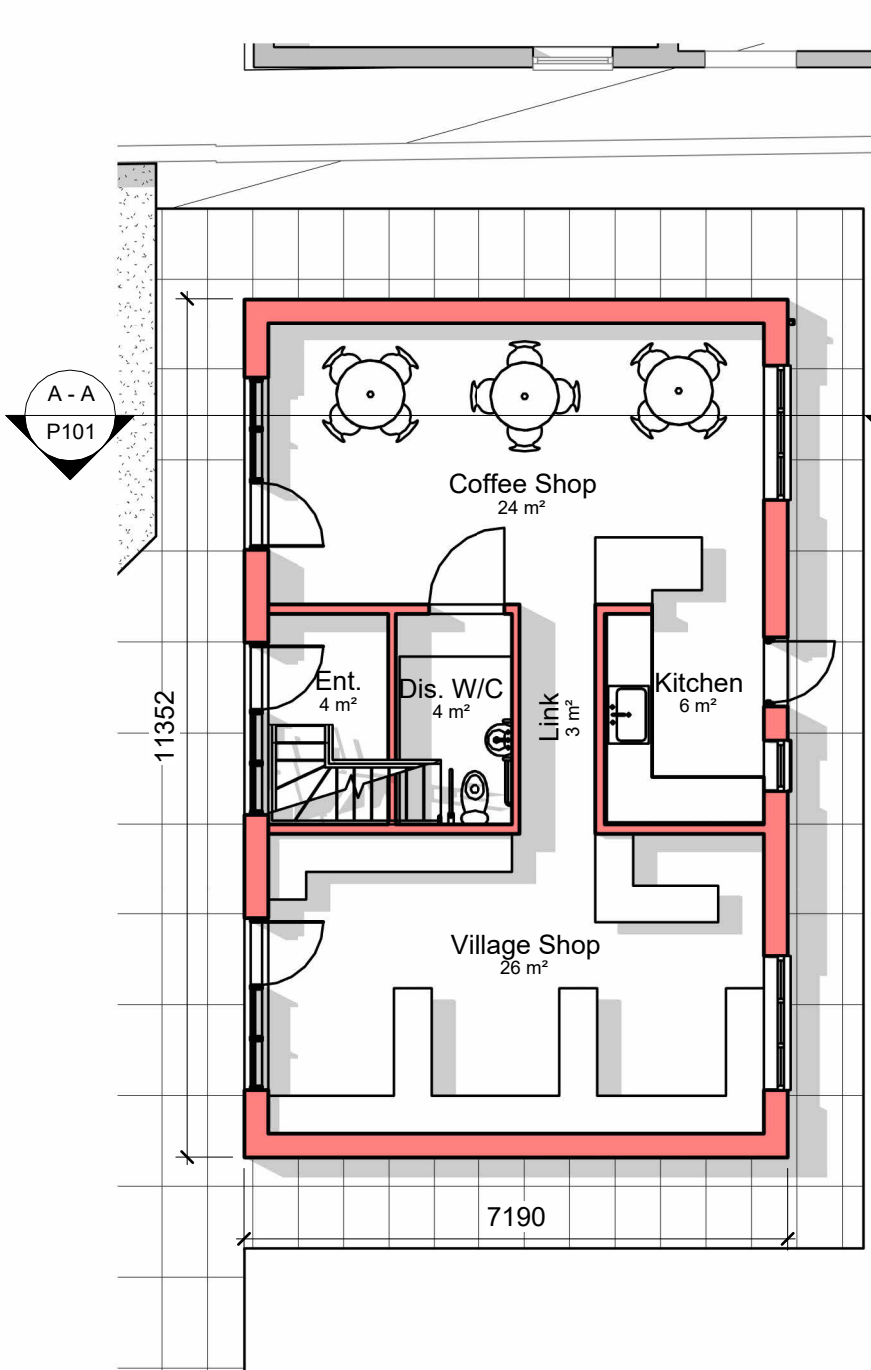 A - A
P101
Coffee Shop
24 m²
Ent.
4 m²
Dis. W/C
4 m²
Link
3 m²
Kitchen
6 m²
11352
Village Shop
26 m²
7190